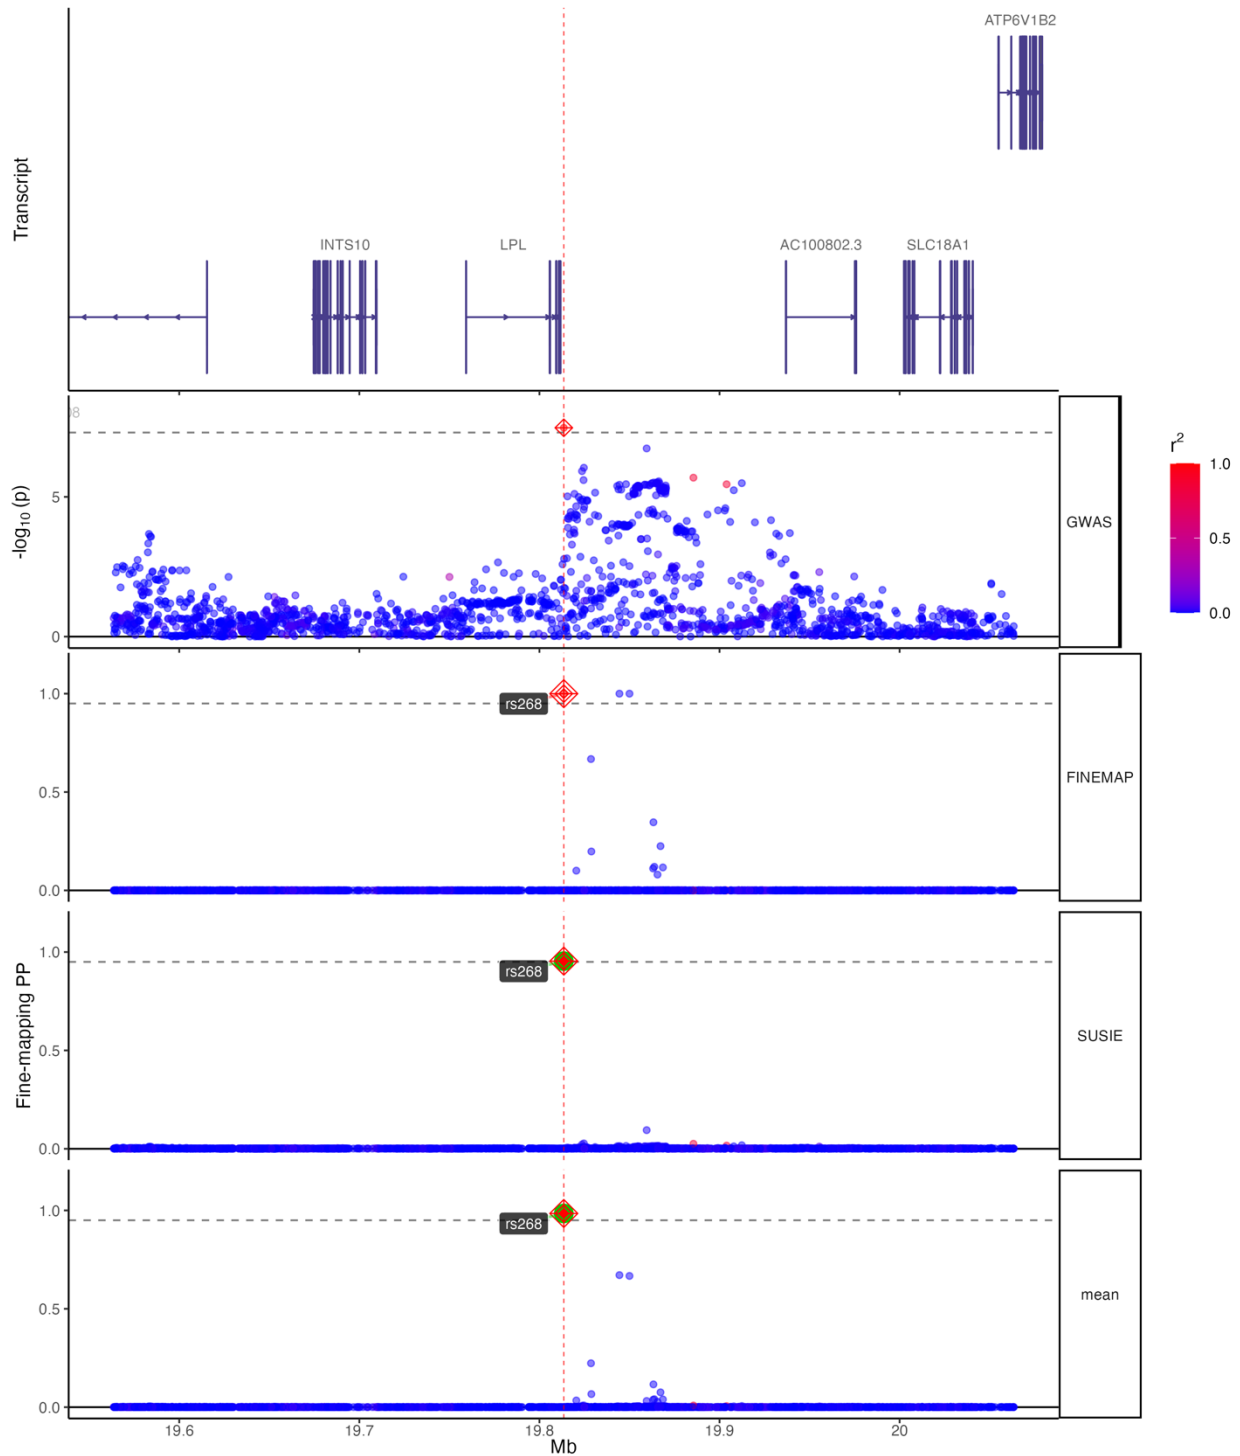 ATP6V1B2
Transcript
INTS10
LPL
AC100802.3
SLC18A1
-log10 (p)
5
0
GWAS
r2
1.0
0.5
0.0
1.0
0.5
0.0
rs268
FINEMAP
Fine-mapping PP
1.0
0.5
0.0
rs268
SUSIE
1.0
0.5
0.0
rs268
mean
19.6
19.7
19.8
19.9
20
Mb